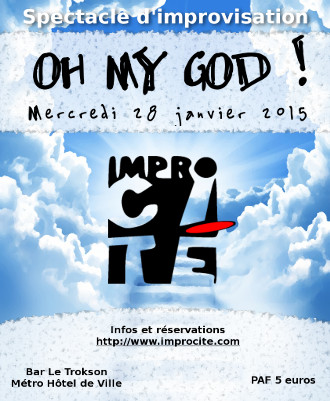 Spectacle d'improvisation
OH MY GOD !
Mercredi 28 janvier 2015
IMPRO
CI
TE
Infos et réservations
http://www.improcite.com
Bar Le Trokson
Métro Hôtel de Ville
PAF 5 euros